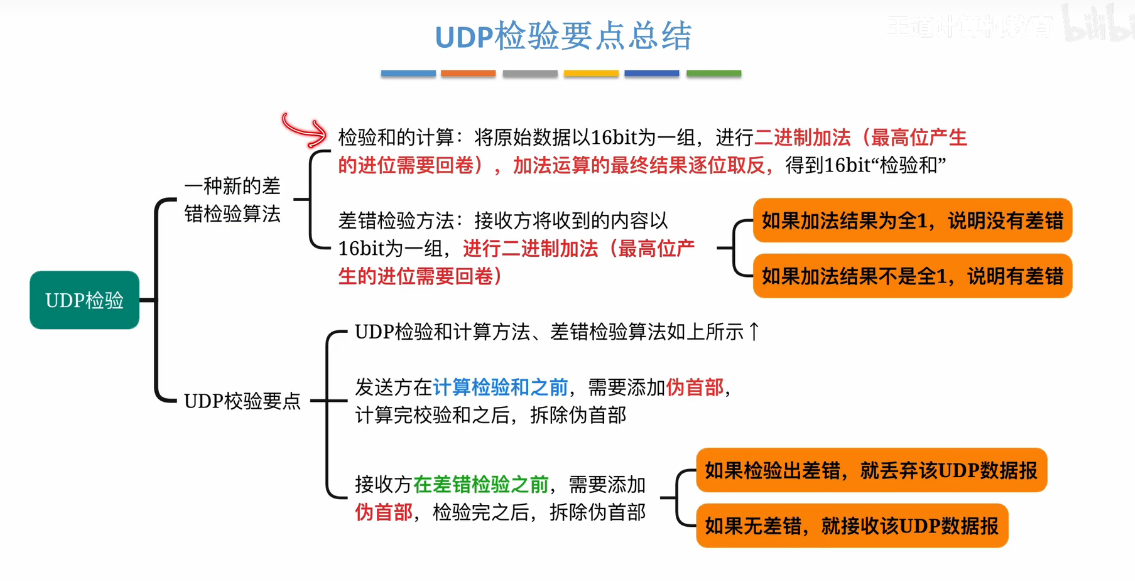 王道计算机教育
bilibili
UDP检验要点总结
UDP检验
一种新的差
错检验算法
检验和的计算：将原始数据以16bit为一组，进行二进制加法（最高位产生
的进位需要回卷），加法运算的最终结果逐位取反，得到16bit“检验和”
差错检验方法：接收方将收到的内容以
16bit为一组，进行二进制加法（最高位产
生的进位需要回卷）
如果加法结果为全1，说明没有差错
如果加法结果不是全1，说明有差错
UDP校验要点
UDP检验和计算方法、差错检验算法如上所示↑
发送方在计算检验和之前，需要添加伪首部，
计算完校验和之后，拆除伪首部
接收方在差错检验之前，需要添加
伪首部，检验完之后，拆除伪首部
如果检验出差错，就丢弃该UDP数据报
如果无差错，就接收该UDP数据报